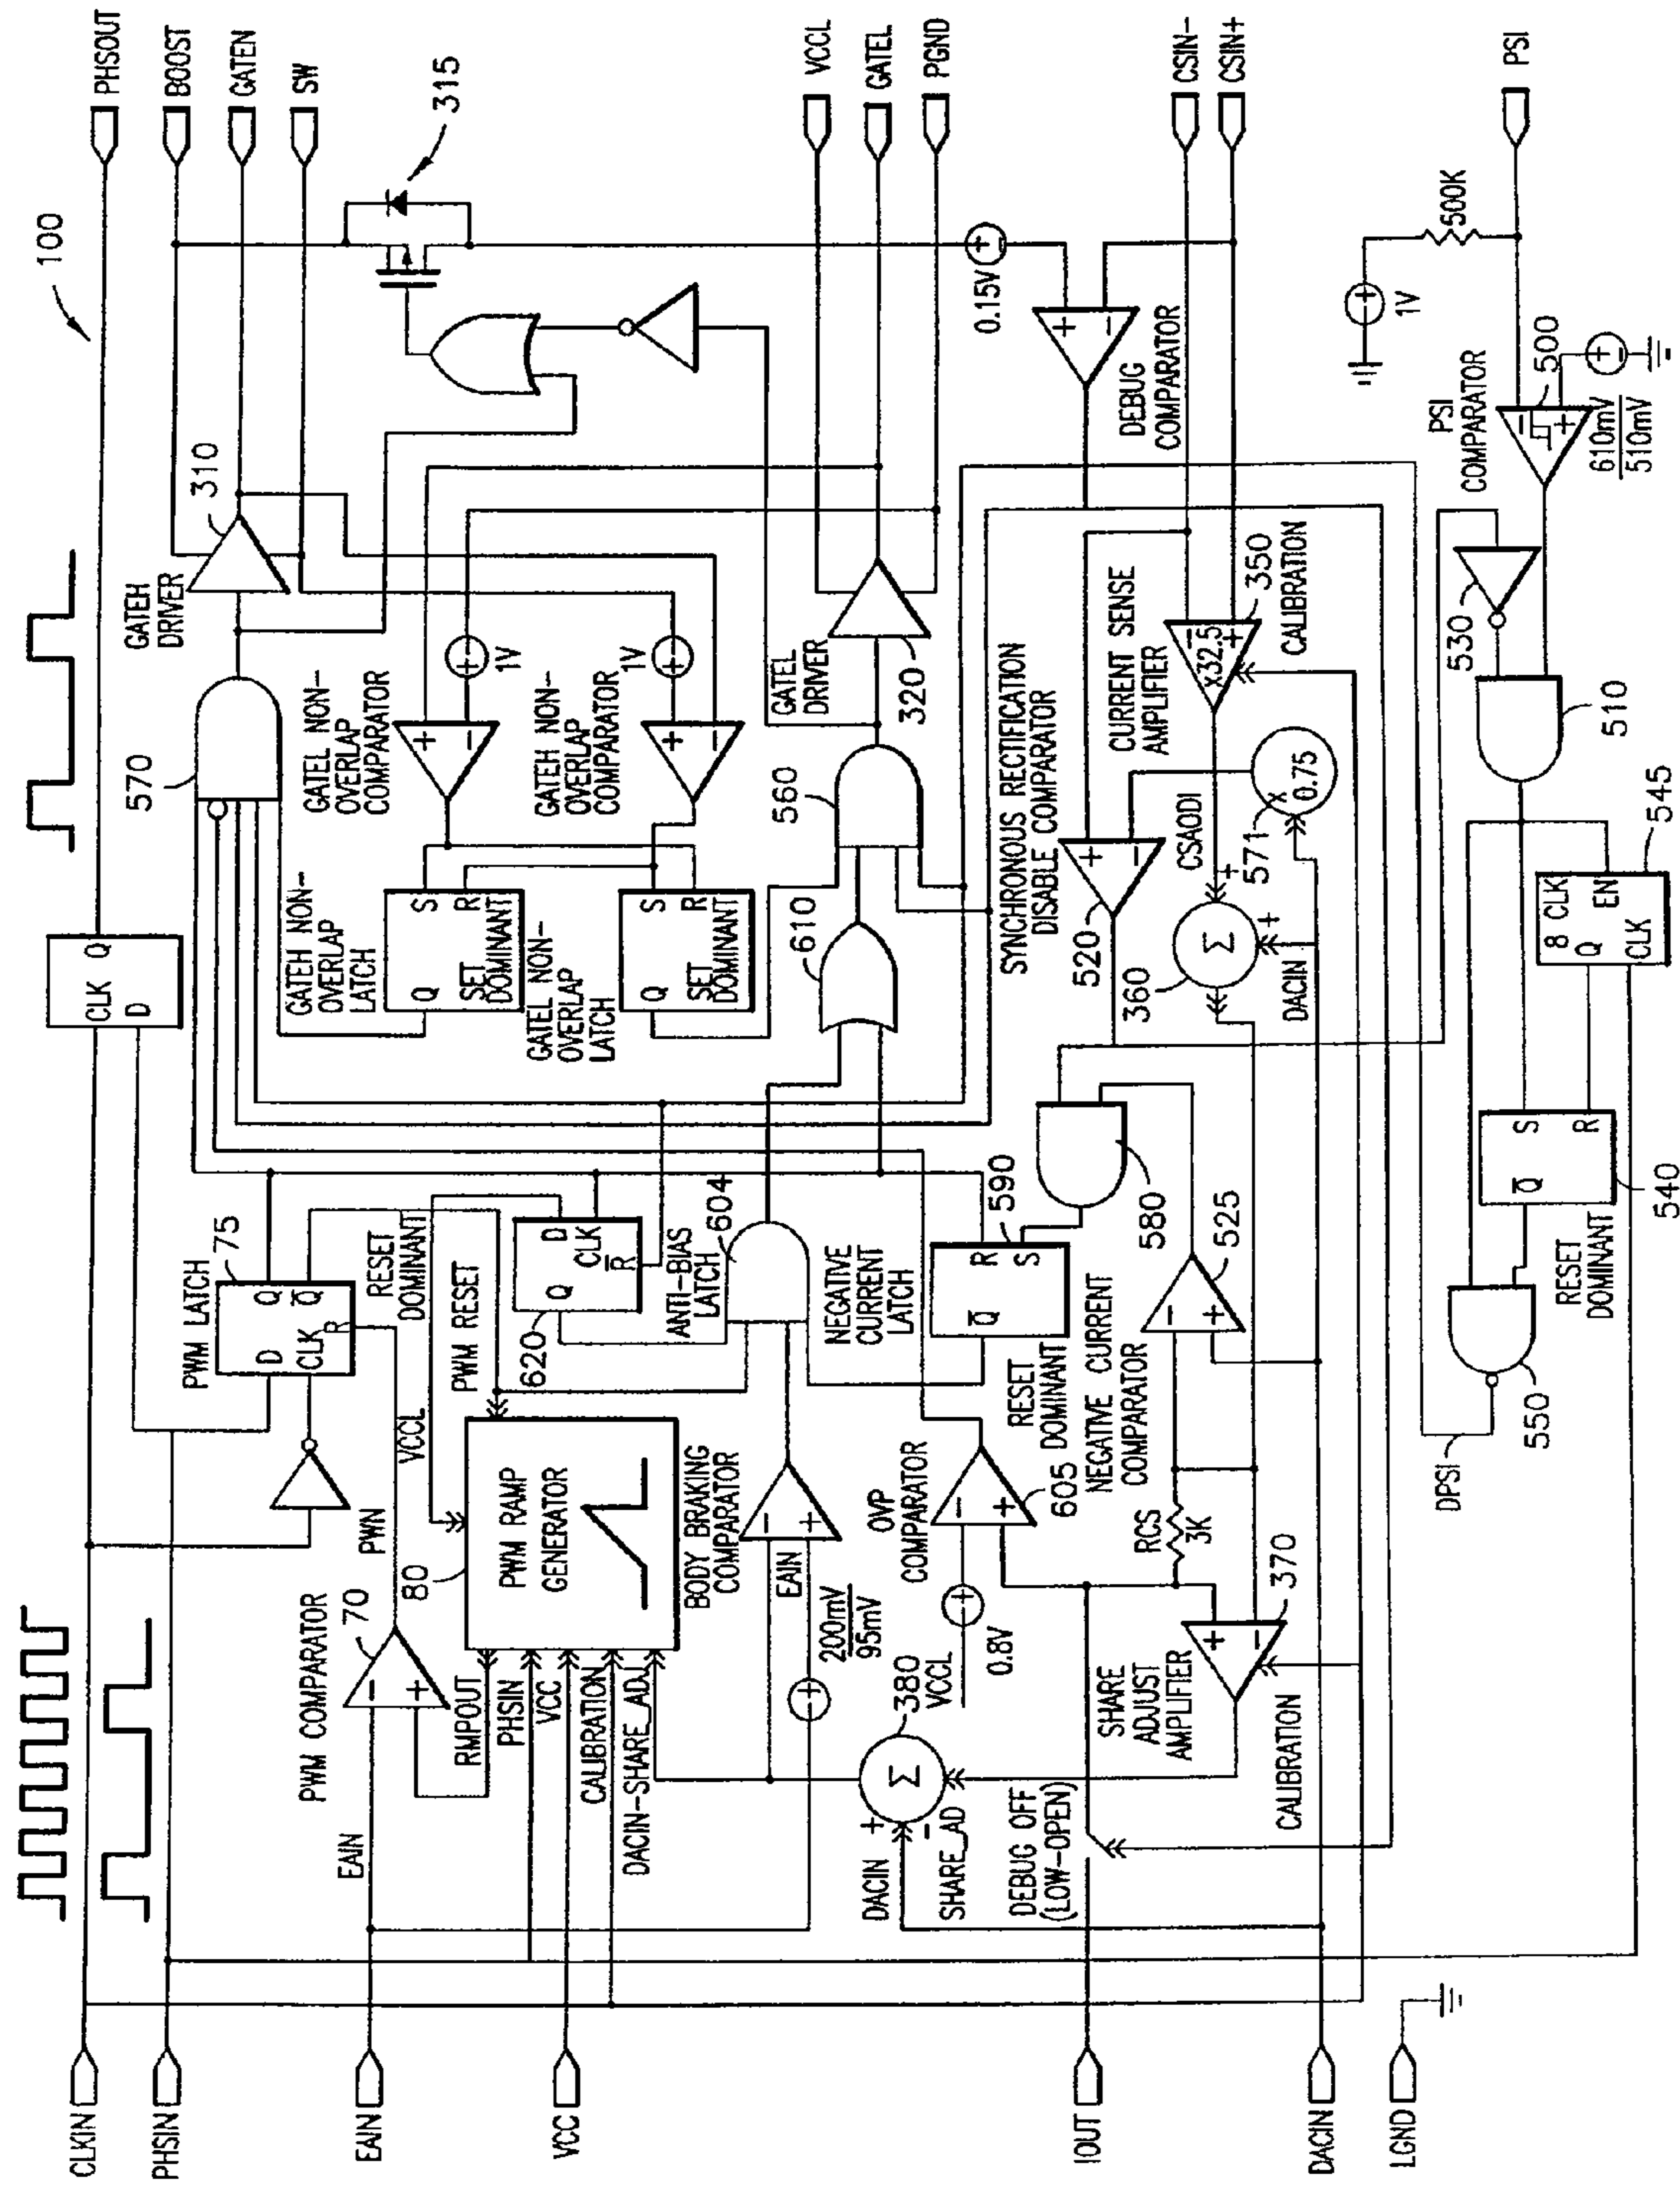 CLKIN
PHSIN
EAIN
VCC
IOUT
DACIN
LGND
PHSOUT
BOOST
GATEN
SW
VCCL
GATEL
PGND
CSIN-
CSIN+
PSI
100
315
310
GATEH
DRIVER
570
CLK Q
D
PWM LATCH
75
D Q
CLK Q
R
RESET
DOMINANT
PWM COMPARATOR
70
-
+
EAIN
PWN
VCCL
80
PWM RAMP
GENERATOR
RMPOUT
PHSIN
VCC
CALIBRATION
DACIN-SHARE_ADJ
PWM RESET
620
Q D
CLK
R
ANTI-BIAS
LATCH
604
GATEH NON-
OVERLAP
LATCH
Q S
R
SET
DOMINANT
GATEL NON-
OVERLAP
LATCH
Q S
R
SET
DOMINANT
GATEL NON-
OVERLAP
COMPARATOR
+
-
+
1V
GATEH NON-
OVERLAP
COMPARATOR
+
-
+
1V
GATEL
DRIVER
320
560
610
BODY BRAKING
COMPARATOR
-
+
EAIN
200mV
95mV
+
NEGATIVE
CURRENT
LATCH
590
Q R
S
RESET
DOMINANT
OVP
COMPARATOR
-
+
605
VCCL
+
0.8V
380
Σ
DACIN +
-
SHARE_AD
DEBUG OFF
(LOW-OPEN)
SHARE
ADJUST
AMPLIFIER
+
-
370
CALIBRATION
RCS
3K
NEGATIVE CURRENT
COMPARATOR
-
+
525
580
SYNCHRONOUS RECTIFICATION
DISABLE COMPARATOR
520
+
-
CURRENT SENSE
AMPLIFIER
-
x32.5
+
350
CALIBRATION
CSAODI
+
360
Σ
+
DACIN
571
x
0.75
DEBUG
COMPARATOR
+
-
0.15V
+
-
500K
+
1V
PSI
COMPARATOR
-
+
500
+
-
610mV
510mV
530
510
545
8 CLK
Q EN
CLK
540
Q S
R
RESET
DOMINANT
550
DPSI